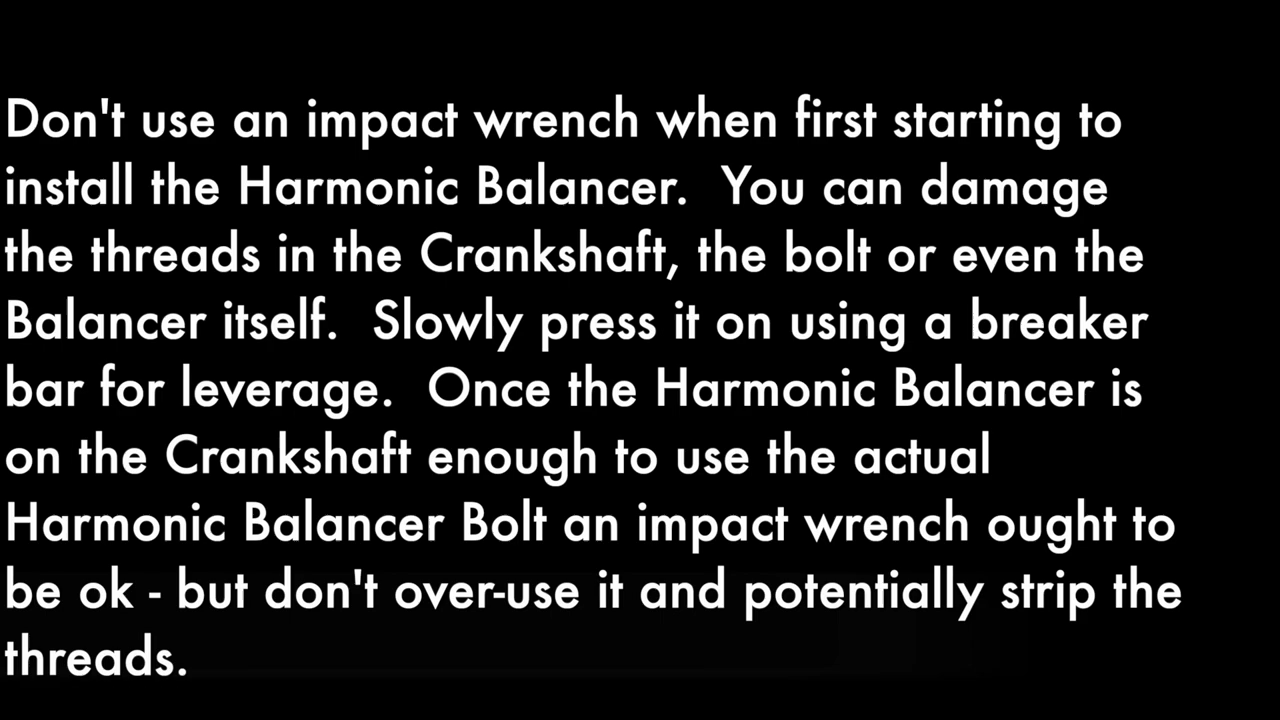 Don't use an impact wrench when first starting to
install the Harmonic Balancer.  You can damage
the threads in the Crankshaft, the bolt or even the
Balancer itself.  Slowly press it on using a breaker
bar for leverage.  Once the Harmonic Balancer is
on the Crankshaft enough to use the actual
Harmonic Balancer Bolt an impact wrench ought to
be ok - but don't over-use it and potentially strip the
threads.